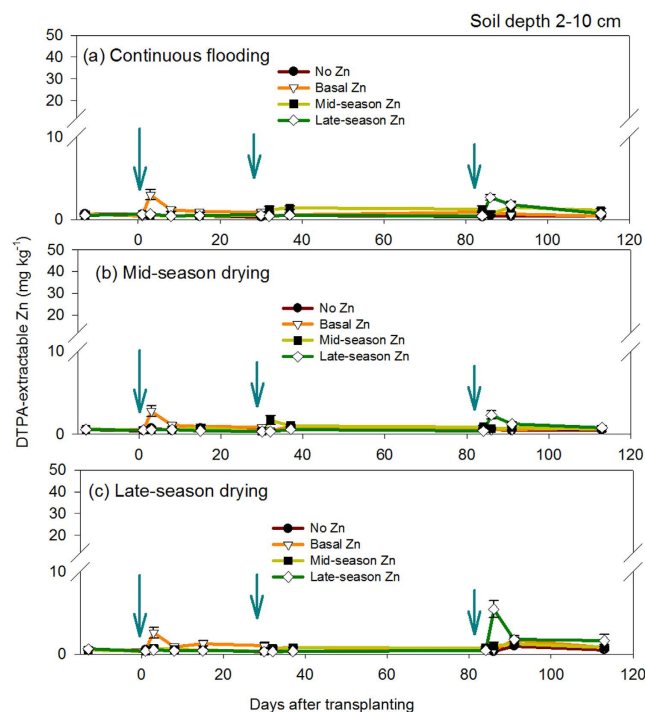 Soil depth 2-10 cm
50
(a) Continuous flooding
40
30
20
No Zn
Basal Zn
Mid-season Zn
Late-season Zn
10
0
0 20 40 60 80 100 120
50
(b) Mid-season drying
40
30
20
No Zn
Basal Zn
Mid-season Zn
Late-season Zn
10
0
0 20 40 60 80 100 120
50
(c) Late-season drying
40
30
20
No Zn
Basal Zn
Mid-season Zn
Late-season Zn
10
0
0 20 40 60 80 100 120
DTPA-extractable Zn (mg kg⁻¹)
Days after transplanting